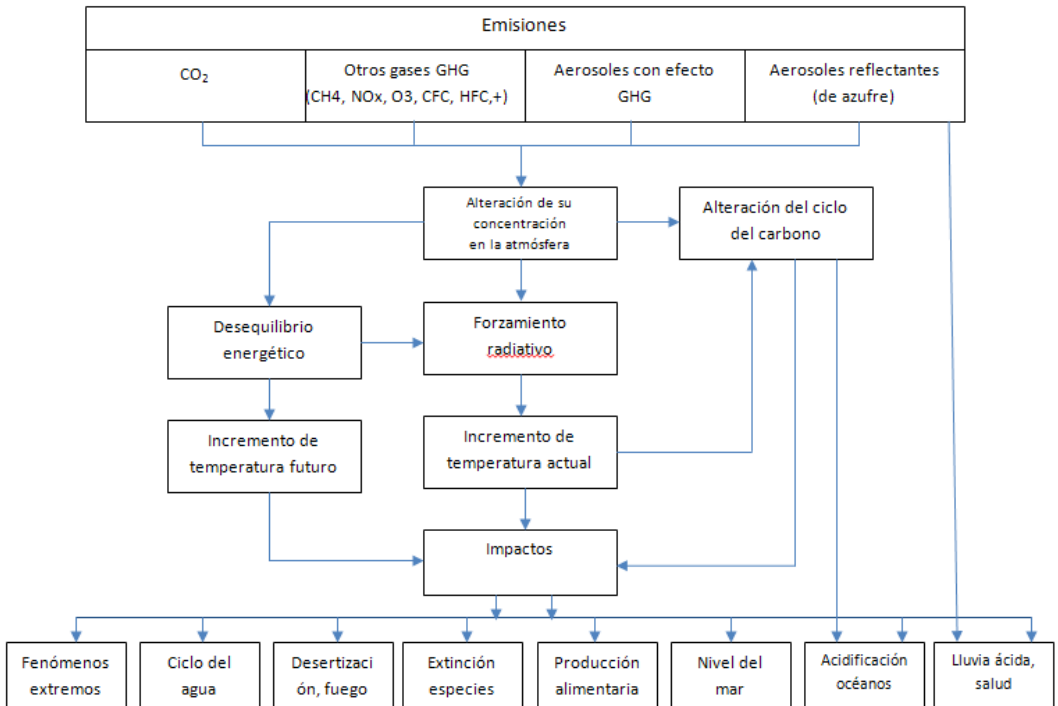 Emisiones
CO₂
Otros gases GHG
(CH4, NOx, O3, CFC, HFC,+)
Aerosoles con efecto
GHG
Aerosoles reflectantes
(de azufre)
Alteración de su
concentración
en la atmósfera
Alteración del ciclo
del carbono
Desequilibrio
energético
Forzamiento
radiativo
Incremento de
temperatura futuro
Incremento de
temperatura actual
Impactos
Fenómenos
extremos
Ciclo del
agua
Desertizaci
ón, fuego
Extinción
especies
Producción
alimentaria
Nivel del
mar
Acidificación
océanos
Lluvia ácida,
salud